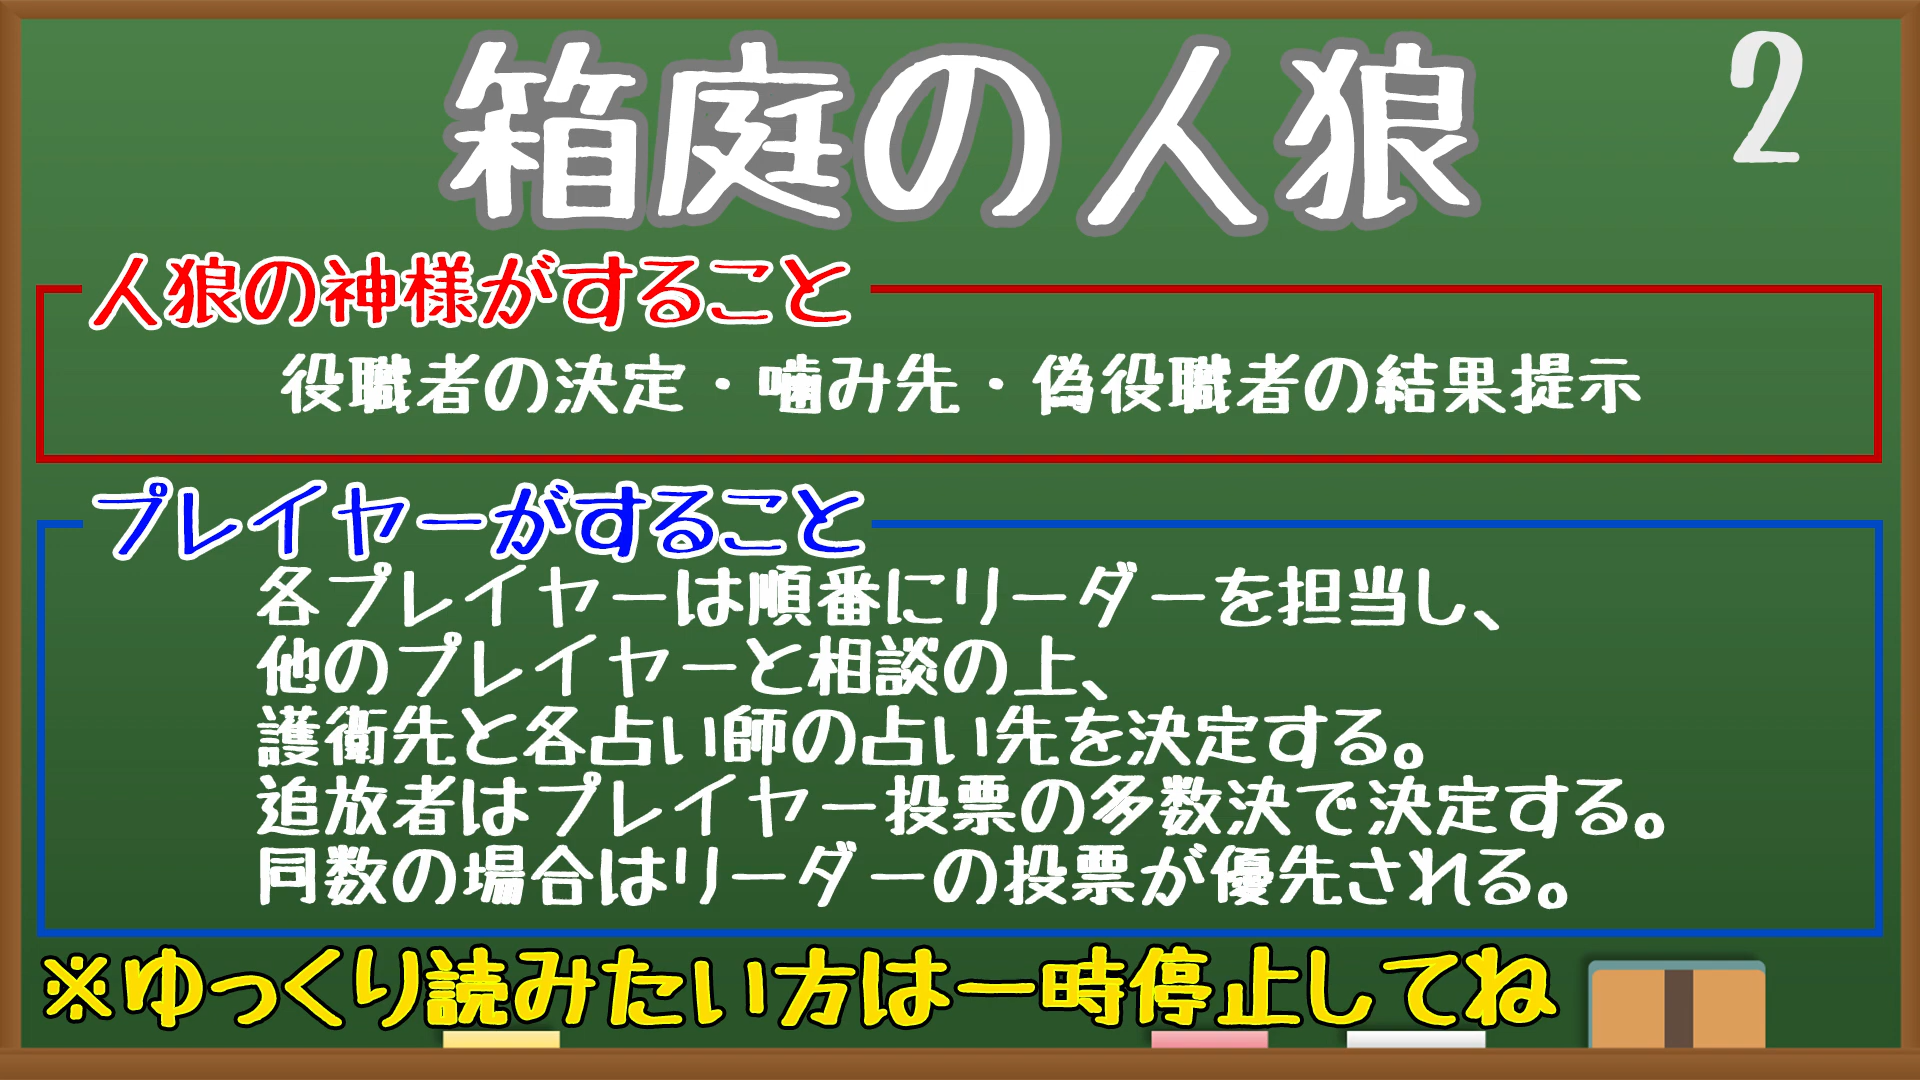 箱庭の人狼
2
人狼の神様がすること
役職者の決定・噛み先・偽役職者の結果提示
プレイヤーがすること
各プレイヤーは順番にリーダーを担当し、
他のプレイヤーと相談の上、
護衛先と各占い師の占い先を決定する。
追放者はプレイヤー投票の多数決で決定する。
同数の場合はリーダーの投票が優先される。
※ゆっくり読みたい方は一時停止してね